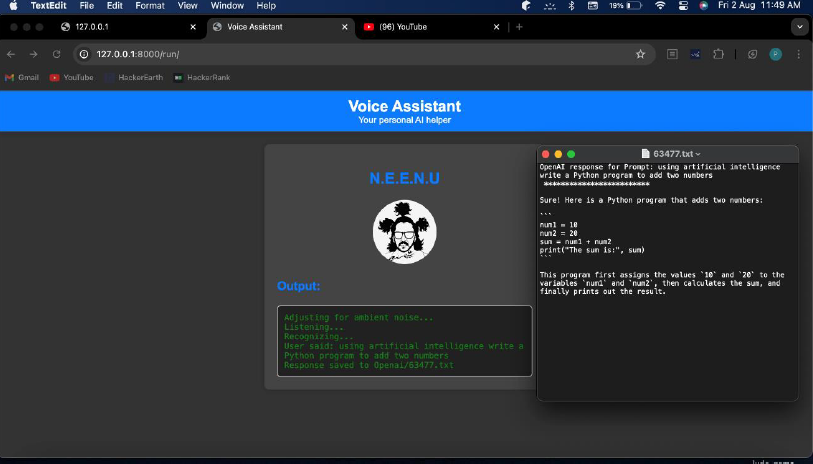 TextEdit File Edit Format View Window Help 19% Fri 2 Aug 11:49 AM
127.0.0.1 Voice Assistant (96) YouTube
127.0.0.1:8000/run/
Gmail YouTube HackerEarth HackerRank
Voice Assistant
Your personal AI helper
N.E.E.N.U
Output:
Adjusting for ambient noise...
Listening...
Recognizing...
User said: using artificial intelligence write a
Python program to add two numbers
Response saved to Openai/63477.txt
63477.txt
OpenAI response for Prompt: using artificial intelligence
write a Python program to add two numbers
*************************
Sure! Here is a Python program that adds two numbers:
```
num1 = 10
num2 = 20
sum = num1 + num2
print("The sum is:", sum)
```
This program first assigns the values `10` and `20` to the
variables `num1` and `num2`, then calculates the sum, and
finally prints out the result.